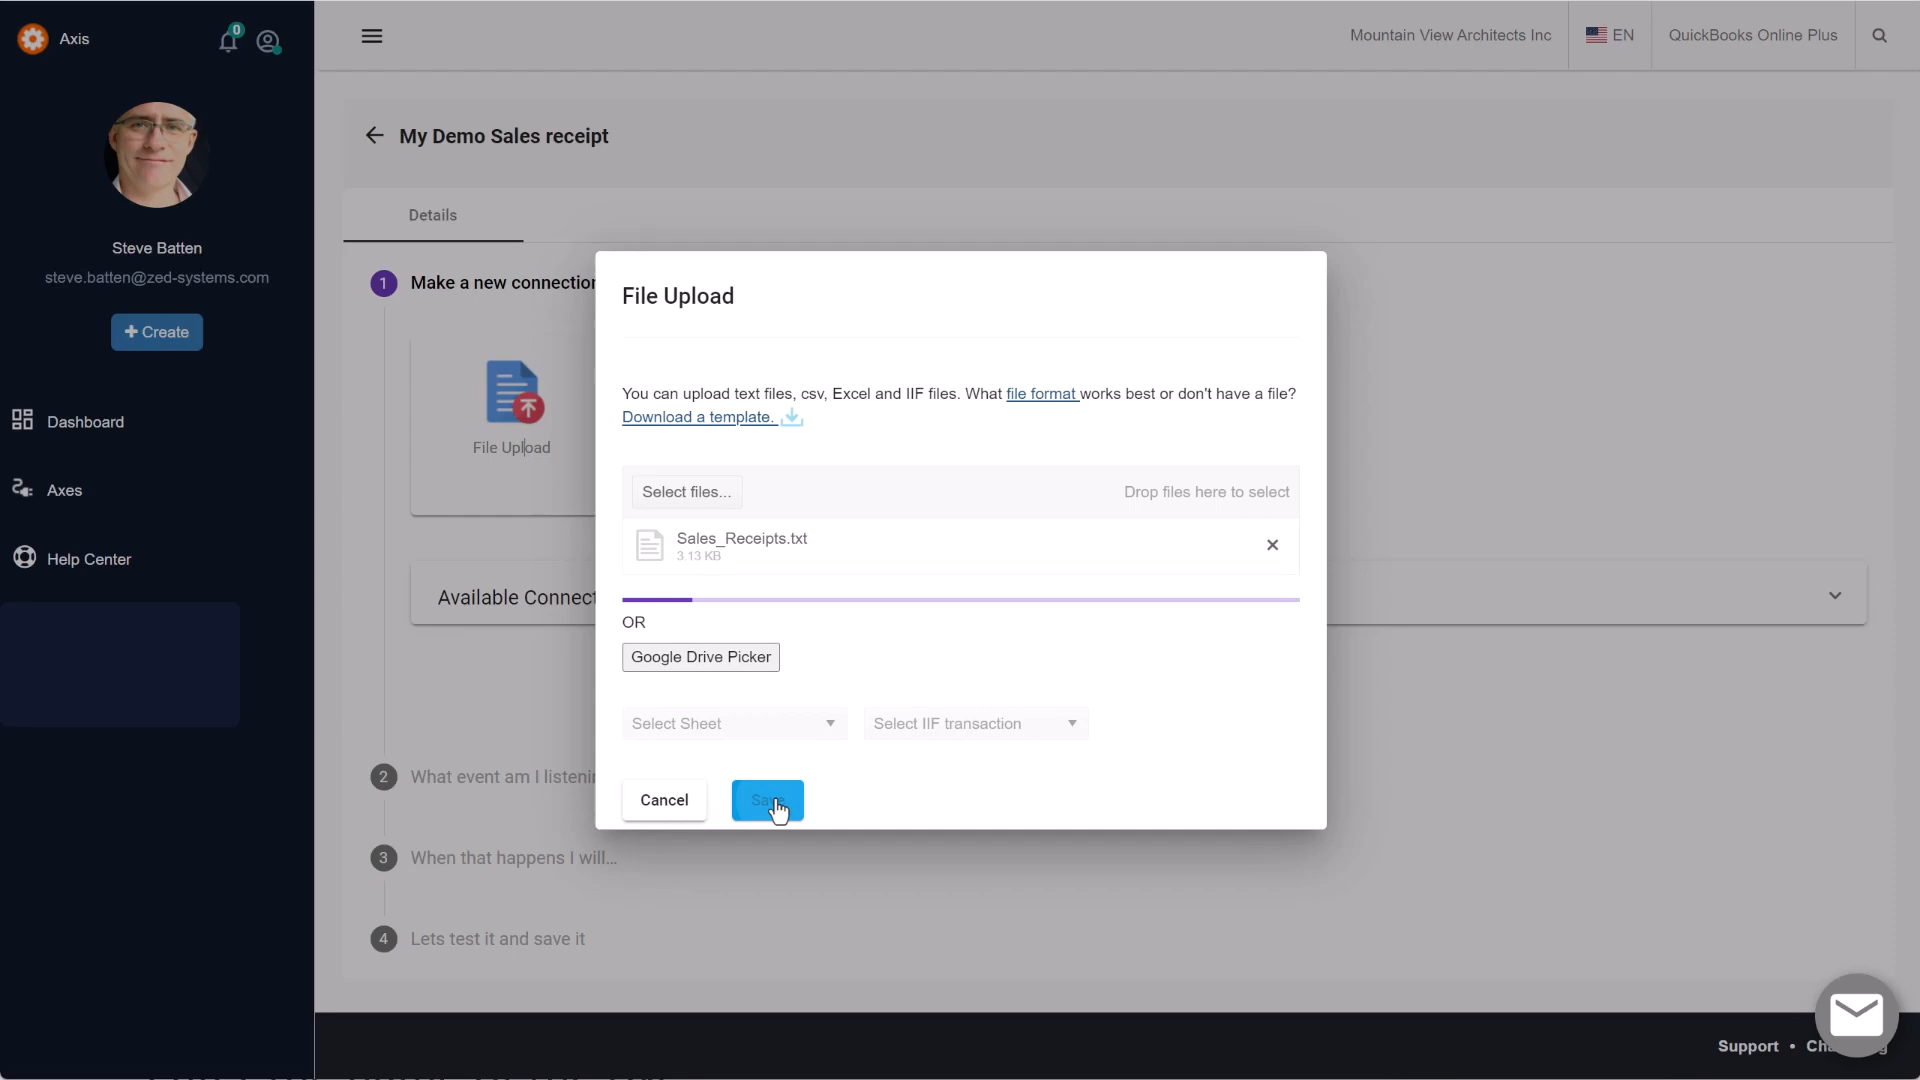 Axis
0
Steve Batten
steve.batten@zed-systems.com
+ Create
Dashboard
Axes
Help Center
Mountain View Architects Inc
EN
QuickBooks Online Plus
My Demo Sales receipt
Details
1
Make a new connection
File Upload
Available
2
What event am I
3
When that happens I will...
4
Lets test it and save it
File Upload
You can upload text files, csv, Excel and IIF files. What file format works best or don't have a file?
Download a template.
Select files...
Drop files here to select
Sales_Receipts.txt
3.13 KB
OR
Google Drive Picker
Select Sheet
Select IIF transaction
Cancel
Save
Support •